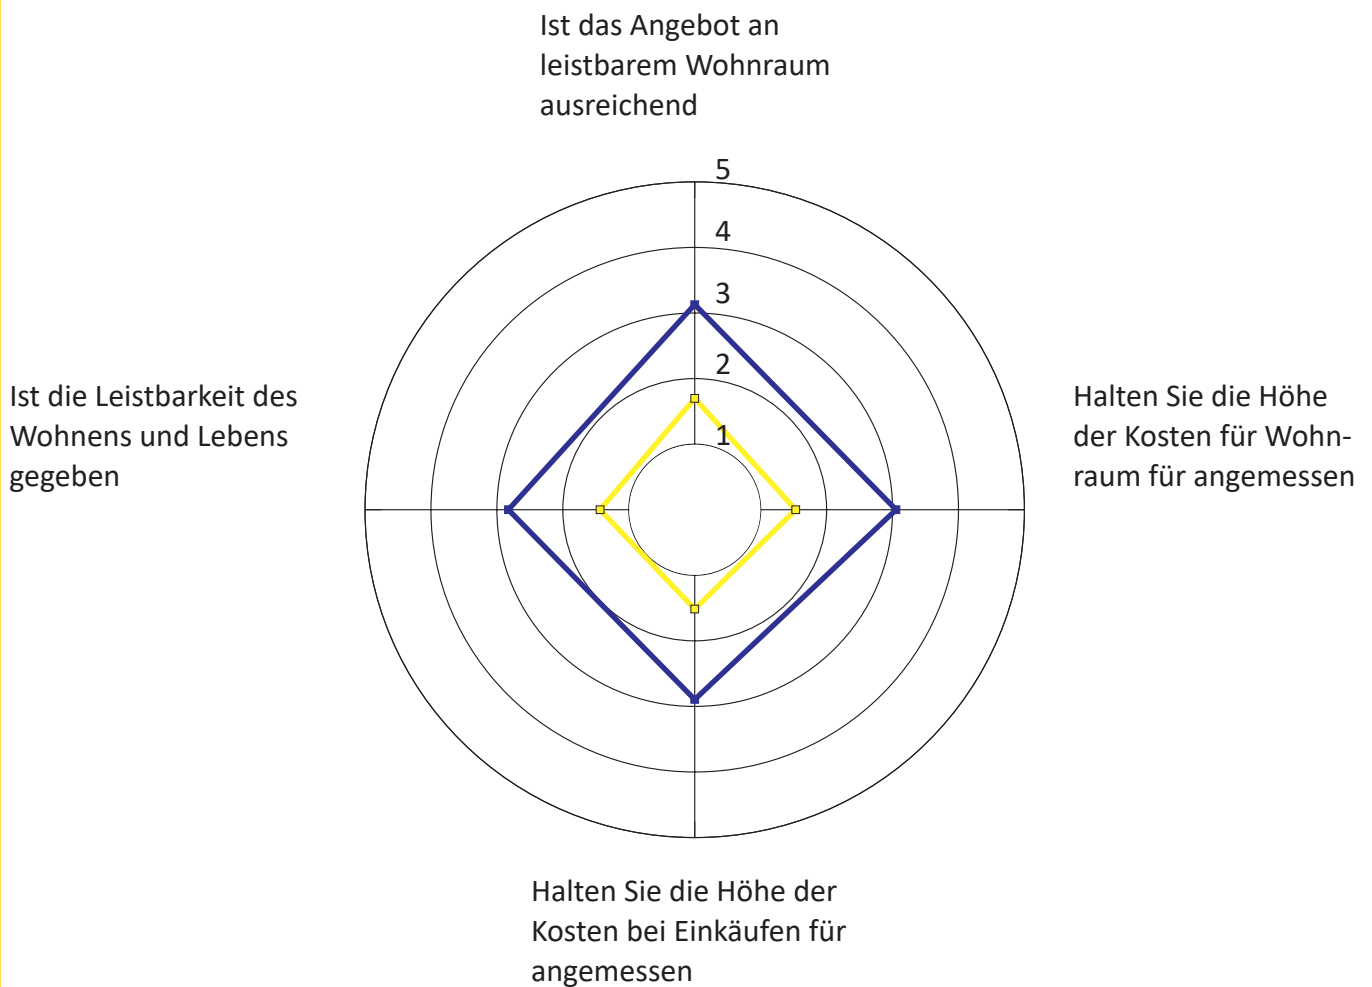 Ist das Angebot an
leistbarem Wohnraum
ausreichend
5
4
3
2
1
Ist die Leistbarkeit des
Wohnens und Lebens
gegeben
Halten Sie die Höhe
der Kosten für Wohn-
raum für angemessen
Halten Sie die Höhe der
Kosten bei Einkäufen für
angemessen